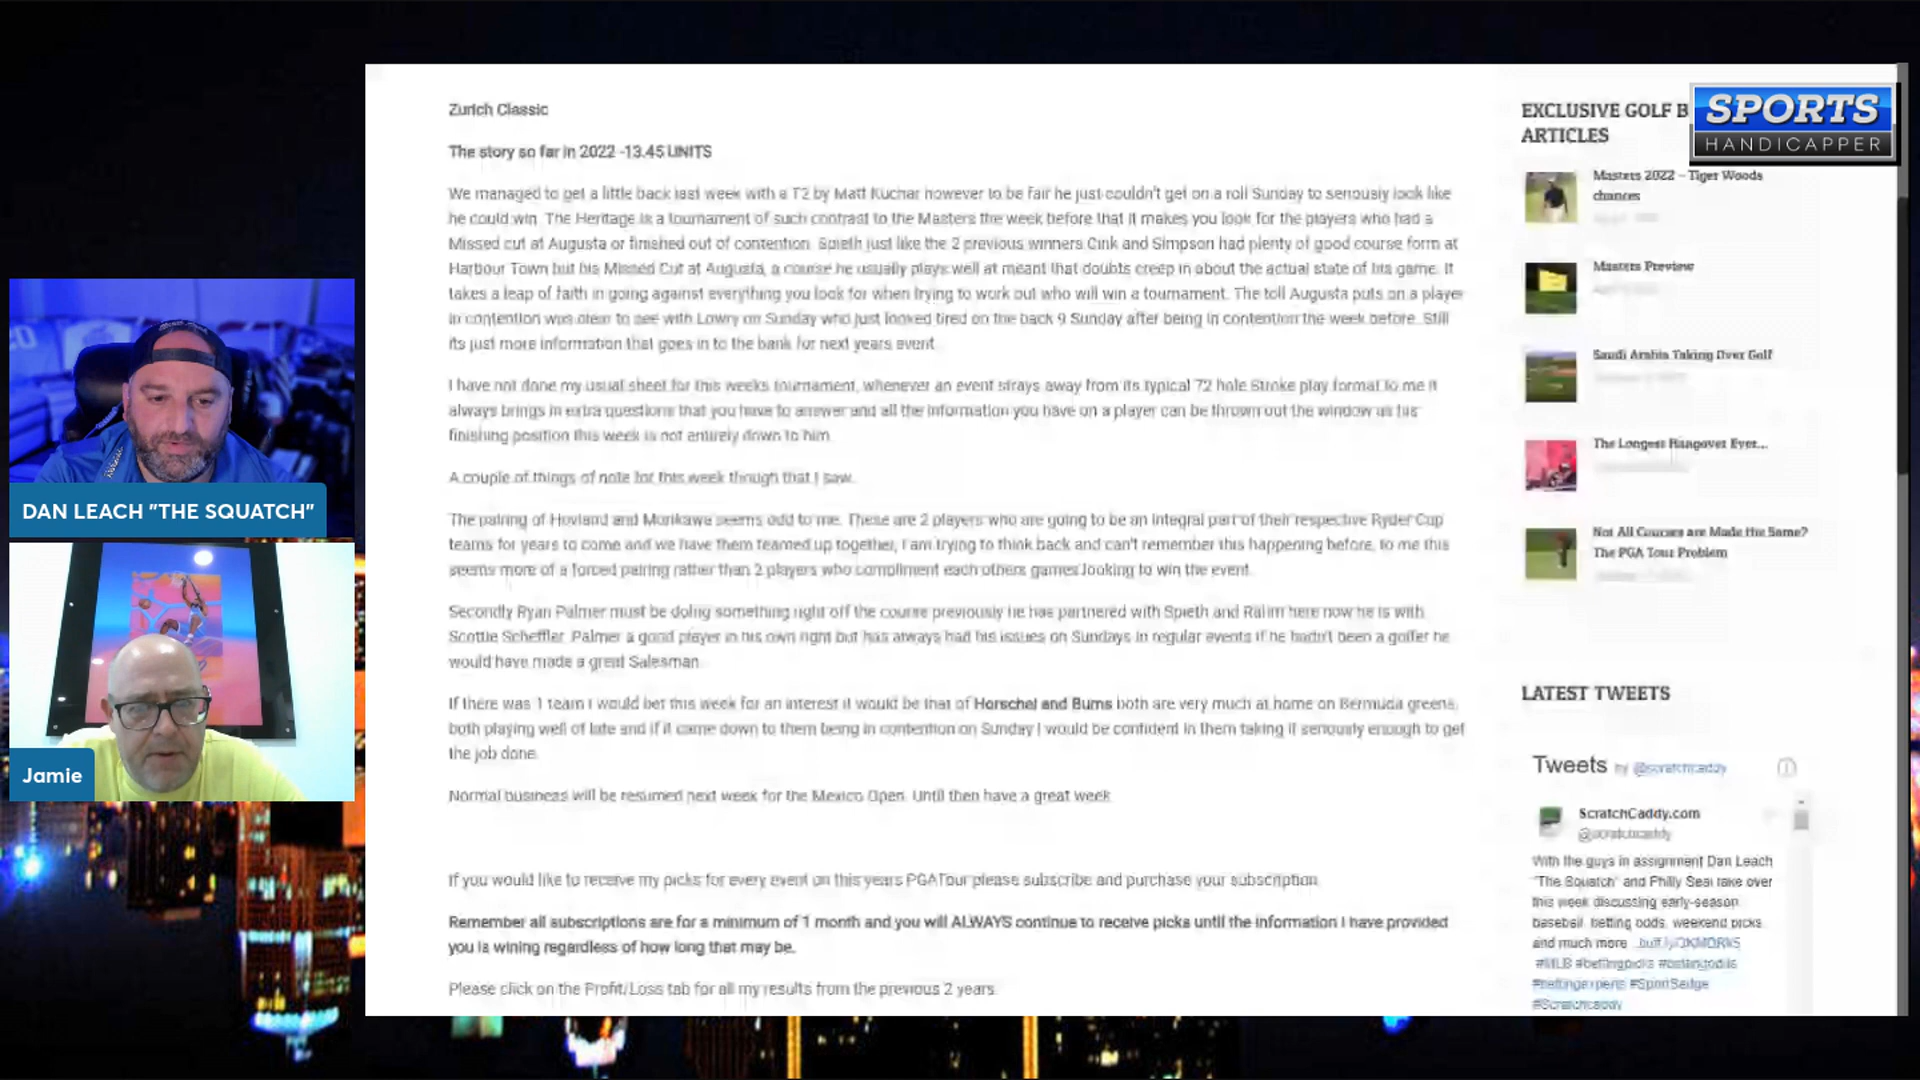 Zurich Classic
The story so far in 2022 -13.45 UNITS
We managed to get a little back last week with a T2 by Matt Kuchar however to be fair he just couldn't get on a roll Sunday to seriously look like
he could win. The Heritage is a tournament of such contrast to the Masters the week before that it makes you look for the players who had a
Missed cut at Augusta or finished out of contention. Spieth just like the 2 previous winners Cink and Simpson had plenty of good course form at
Harbour Town but his Missed Cut at Augusta, a course he usually plays well at meant that doubts creep in about the actual state of his game. It
takes a leap of faith in going against everything you look for when trying to work out who will win a tournament. The toll Augusta puts on a player
in contention was clear to see with Lowry on Sunday who just looked tired on the back 9 Sunday after being in contention the week before. Still
its just more information that goes in to the bank for next years event.
I have not done my usual sheet for this weeks tournament, whenever an event strays away from its typical 72 hole Stroke play format to me it
always brings in extra questions that you have to answer and all the information you have on a player can be thrown out the window as his
finishing position this week is not entirely down to him.
A couple of things of note for this week though that I saw.
The pairing of Hovland and Morikawa seems odd to me. These are 2 players who are going to be an integral part of their respective Ryder Cup
teams for years to come and we have them teamed up together, I am trying to think back and can't remember this happening before, to me this
seems more of a forced pairing rather than 2 players who compliment each others games looking to win the event.
Secondly Ryan Palmer must be doing something right off the course previously he has partnered with Spieth and Rahm here now he is with
Scottie Scheffler. Palmer a good player in his own right but has always had his issues on Sundays in regular events if he hadn't been a golfer he
would have made a great Salesman.
If there was 1 team I would bet this week for an interest it would be that of Horschel and Burns both are very much at home on Bermuda greens,
both playing well of late and if it came down to them being in contention on Sunday I would be confident in them taking it seriously enough to get
the job done.
Normal business will be resumed next week for the Mexico Open. Until then have a great week.
If you would like to receive my picks for every event on this years PGATour please subscribe and purchase your subscription.
Remember all subscriptions are for a minimum of 1 month and you will ALWAYS continue to receive picks until the information I have provided
you is wining regardless of how long that may be.
Please click on the Profit/Loss tab for all my results from the previous 2 years.
EXCLUSIVE GOLF B
ARTICLES
SPORTS
HANDICAPPER
Masters 2022 – Tiger Woods
chances
Masters Preview
Saudi Arabia Taking Over Golf
The Longest Hangover Ever...
Not All Courses are Made the Same?
The PGA Tour Problem
LATEST TWEETS
Tweets by @scratchcaddy
ScratchCaddy.com
@scratchcaddy
With the guys in assignment Dan Leach
"The Squatch" and Philly Seal take over
this week discussing early-season
baseball, betting odds, weekend picks
and much more
#MLB #bettingpicks #bettingodds
#bettingexperts #SportSedge
#Scratchcaddy
DAN LEACH "THE SQUATCH"
Jamie